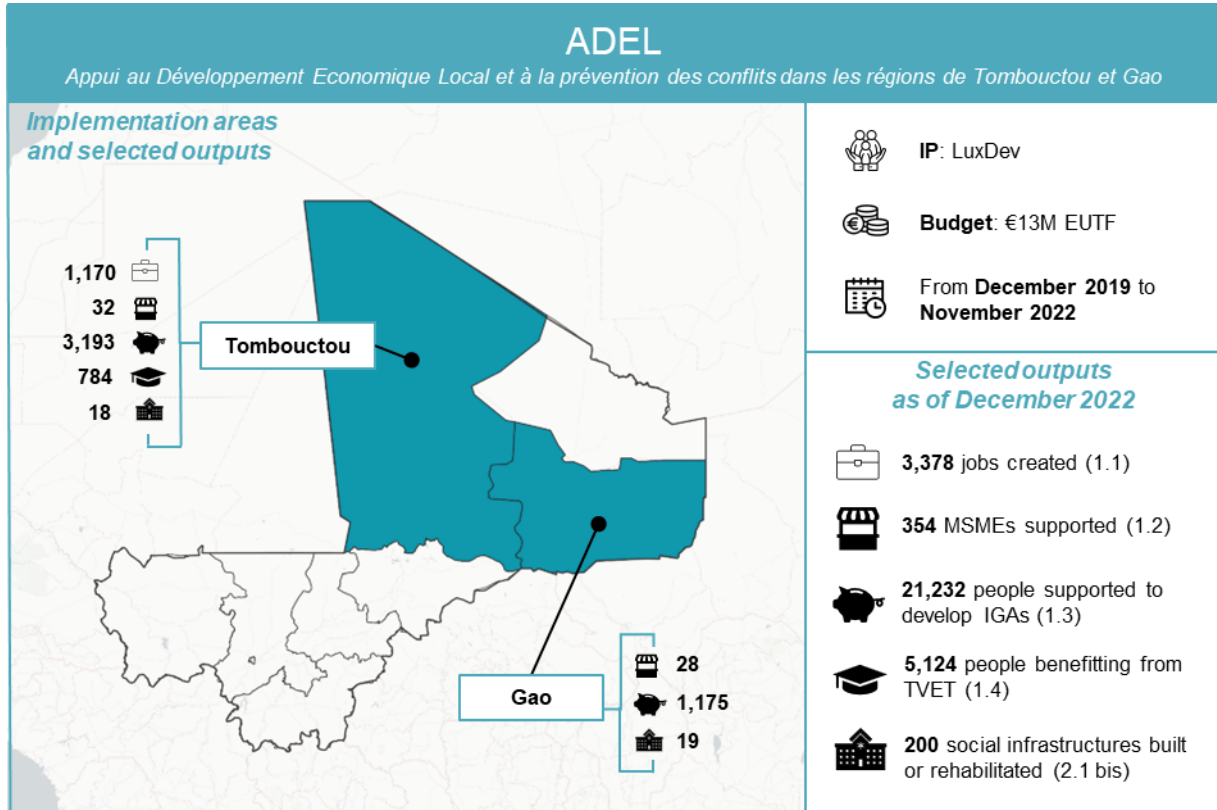 ADEL
Appui au Développement Economique Local et à la prévention des conflits dans les régions de Tombouctou et Gao
Implementation areas
and selected outputs
1,170
32
3,193
784
18
Tombouctou
Gao
28
1,175
19
IP: LuxDev
Budget: €13M EUTF
From December 2019 to
November 2022
Selected outputs
as of December 2022
3,378 jobs created (1.1)
354 MSMEs supported (1.2)
21,232 people supported to
develop IGAs (1.3)
5,124 people benefitting from
TVET (1.4)
200 social infrastructures built
or rehabilitated (2.1 bis)